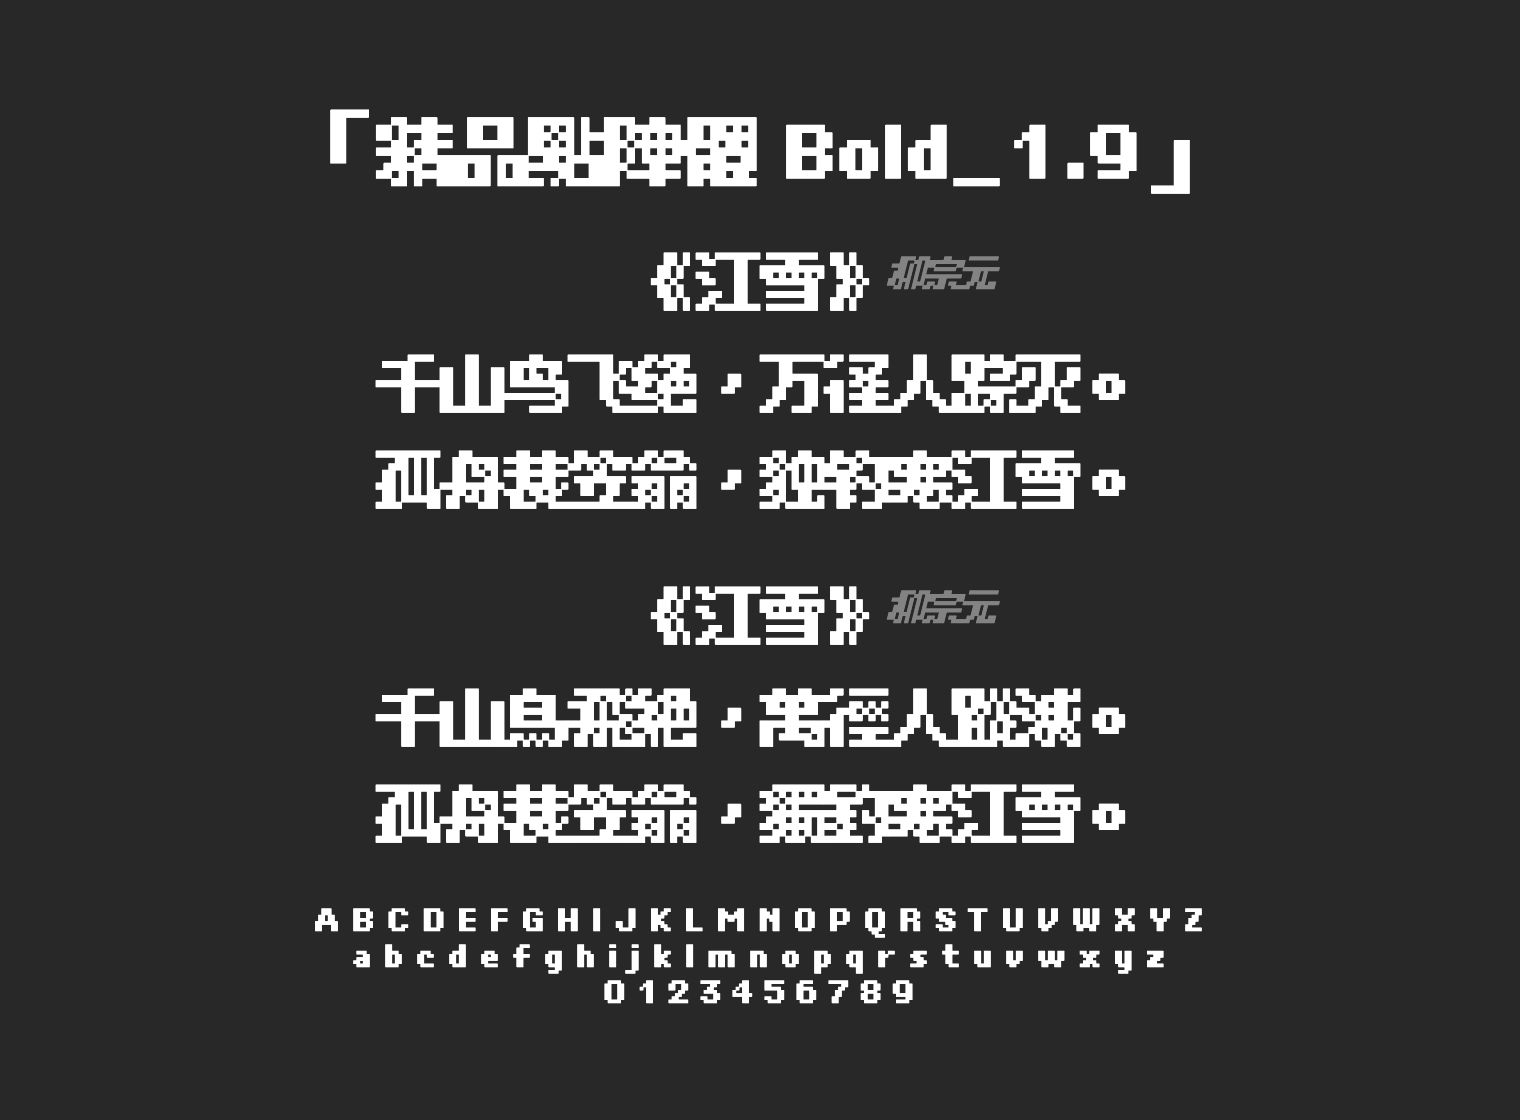 「精品點陣體 Bold_1.9」
《江雪》 柳宗元
千山鸟飞绝，万径人踪灭。
孤舟蓑笠翁，独钓寒江雪。
《江雪》 柳宗元
千山鳥飛絕，萬徑人蹤滅。
孤舟蓑笠翁，獨釣寒江雪。
A B C D E F G H I J K L M N O P Q R S T U V W X Y Z
a b c d e f g h i j k l m n o p q r s t u v w x y z
0 1 2 3 4 5 6 7 8 9